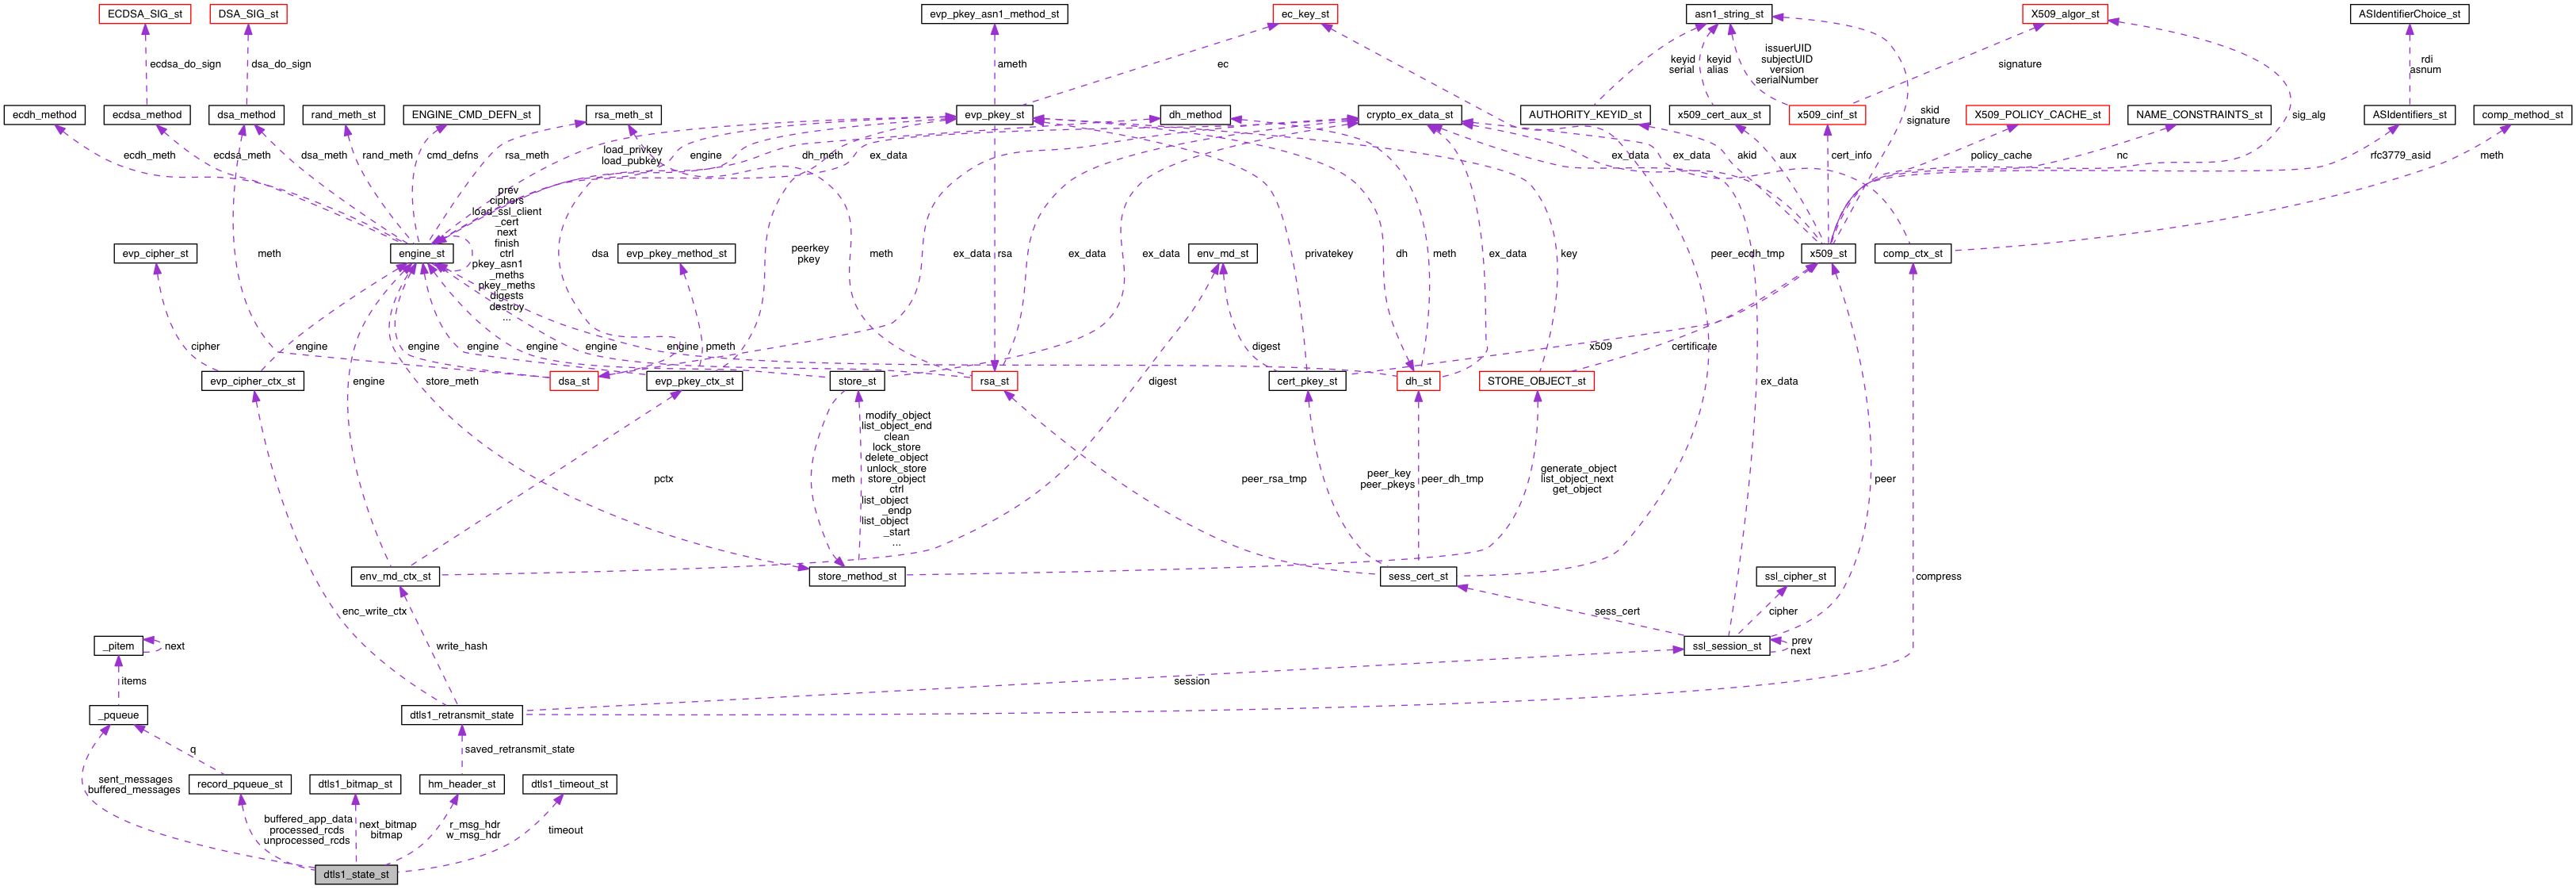 ECDSA_SIG_st
DSA_SIG_st
evp_pkey_asn1_method_st
ec_key_st
asn1_string_st
X509_algor_st
ASIdentifierChoice_st
ecdsa_do_sign
dsa_do_sign
ameth
ec
keyid
serial
keyid
alias
issuerUID
subjectUID
version
serialNumber
signature
rdi
asnum
ecdh_method
ecdsa_method
dsa_method
rand_meth_st
ENGINE_CMD_DEFN_st
rsa_meth_st
evp_pkey_st
dh_method
crypto_ex_data_st
AUTHORITY_KEYID_st
x509_cert_aux_st
x509_cinf_st
skid
signature
X509_POLICY_CACHE_st
NAME_CONSTRAINTS_st
sig_alg
ASIdentifiers_st
comp_method_st
ecdh_meth
ecdsa_meth
dsa_meth
rand_meth
cmd_defns
rsa_meth
load_privkey
load_pubkey
engine
dh_meth
ex_data
ex_data
ex_data
akid
aux
cert_info
policy_cache
nc
rfc3779_asid
meth
prev
ciphers
load_ssl_client
_cert
next
finish
ctrl
pkey_asn1
_meths
pkey_meths
digests
destroy
...
evp_cipher_st
meth
engine_st
dsa
evp_pkey_method_st
peerkey
pkey
meth
ex_data
rsa
ex_data
ex_data
env_md_st
privatekey
dh
meth
ex_data
key
peer_ecdh_tmp
x509_st
comp_ctx_st
cipher
engine
engine
engine
engine
engine
engine
pmeth
digest
x509
certificate
evp_cipher_ctx_st
engine
store_meth
dsa_st
evp_pkey_ctx_st
store_st
rsa_st
digest
cert_pkey_st
dh_st
STORE_OBJECT_st
ex_data
modify_object
list_object_end
clean
lock_store
delete_object
unlock_store
store_object
ctrl
list_object
_endp
list_object
_start
...
pctx
meth
peer_rsa_tmp
peer_key
peer_pkeys
peer_dh_tmp
generate_object
list_object_next
get_object
peer
env_md_ctx_st
store_method_st
sess_cert_st
ssl_cipher_st
compress
enc_write_ctx
sess_cert
cipher
_pitem
next
write_hash
ssl_session_st
prev
next
items
session
_pqueue
dtls1_retransmit_state
q
saved_retransmit_state
sent_messages
buffered_messages
record_pqueue_st
dtls1_bitmap_st
hm_header_st
dtls1_timeout_st
buffered_app_data
processed_rcds
unprocessed_rcds
next_bitmap
bitmap
r_msg_hdr
w_msg_hdr
timeout
dtls1_state_st